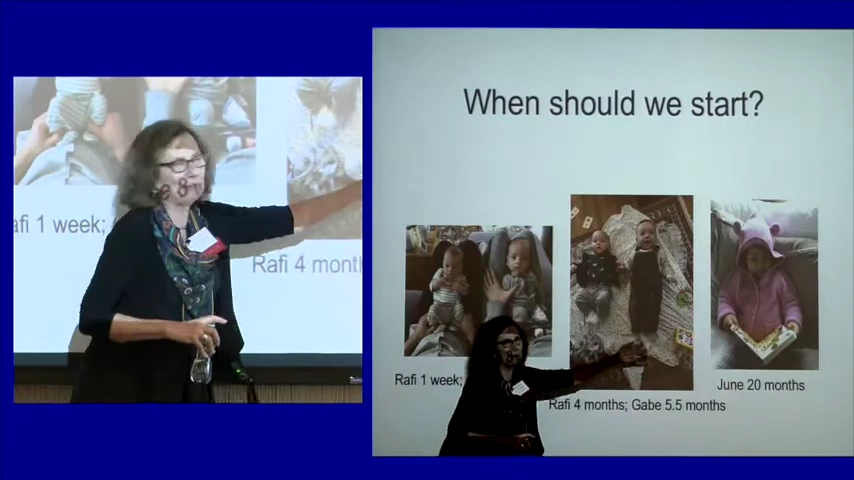 When should we start?
Rafi 1 week;
Rafi 4 months; Gabe 5.5 months
June 20 months
afi 1 week;
Rafi 4 month